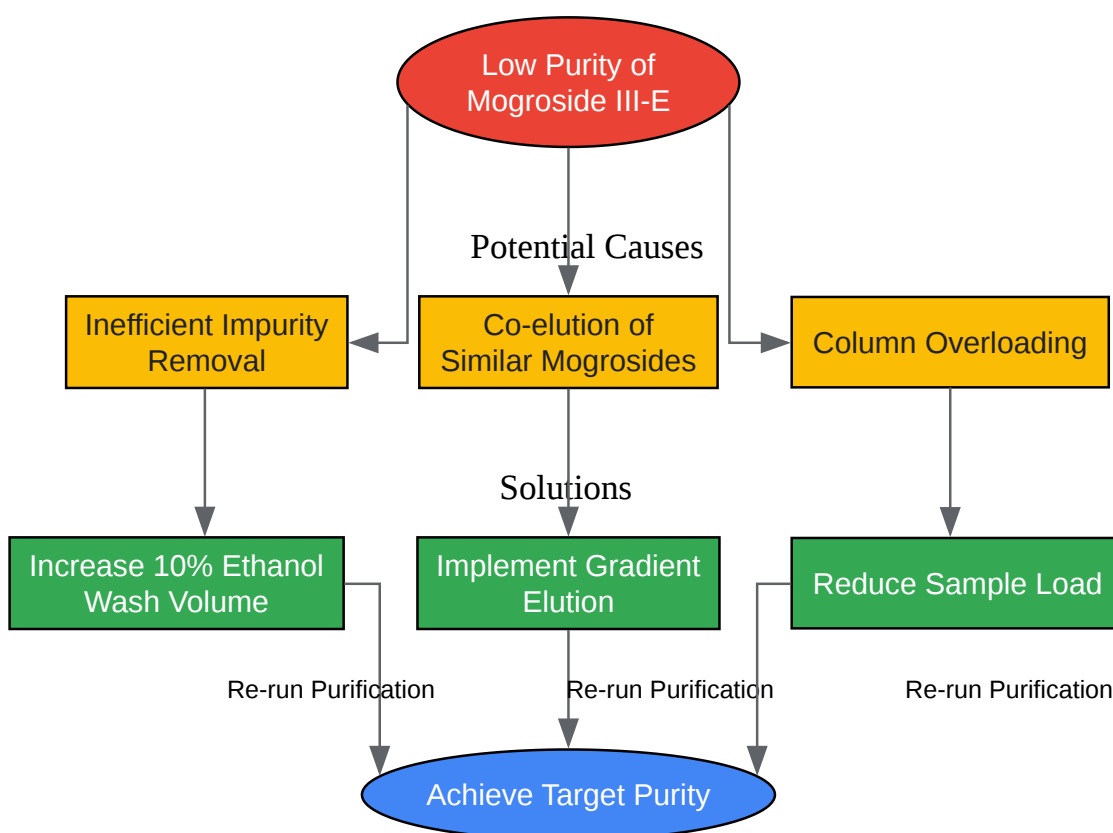 Low Purity of
Mogroside III-E
Potential Causes
Inefficient Impurity
Removal
Co-elution of
Similar Mogrosides
Column Overloading
Solutions
Increase 10% Ethanol
Wash Volume
Implement Gradient
Elution
Reduce Sample Load
Re-run Purification
Re-run Purification
Re-run Purification
Achieve Target Purity